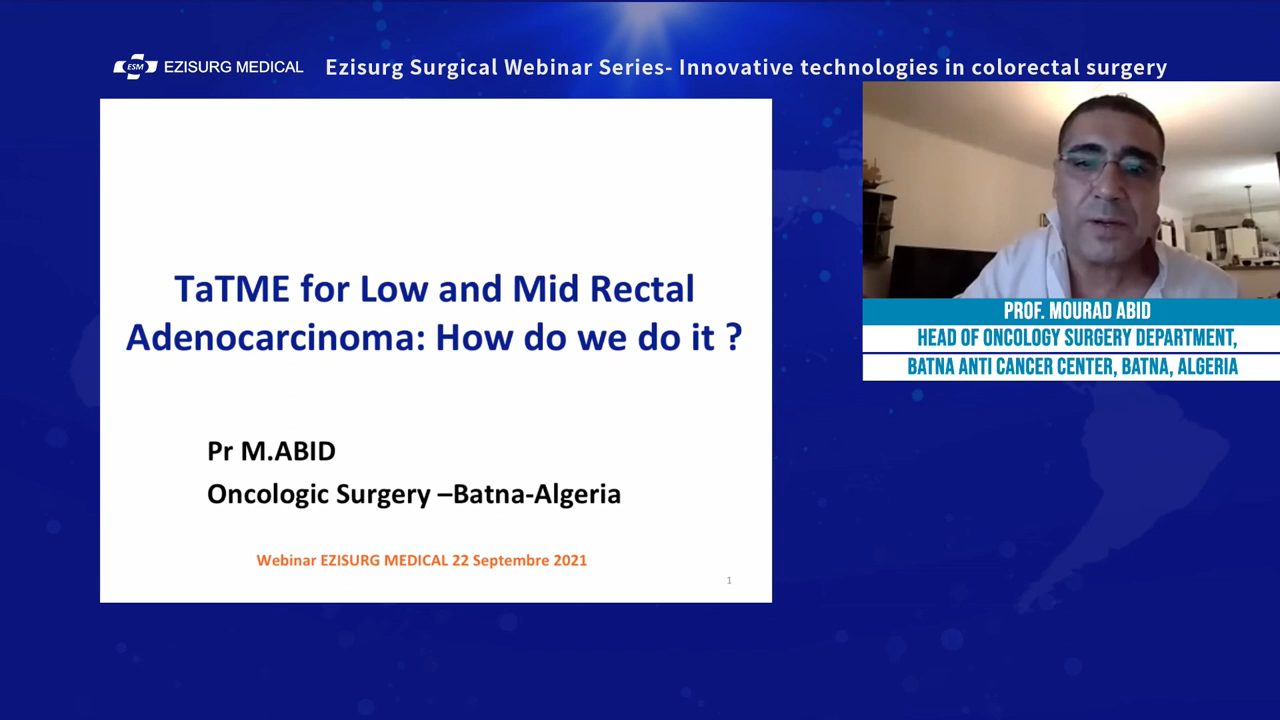 ESM EZISURG MEDICAL
Ezisurg Surgical Webinar Series- Innovative technologies in colorectal surgery
TaTME for Low and Mid Rectal
Adenocarcinoma: How do we do it ?
Pr M.ABID
Oncologic Surgery –Batna-Algeria
Webinar EZISURG MEDICAL 22 Septembre 2021
1
PROF. MOURAD ABID
HEAD OF ONCOLOGY SURGERY DEPARTMENT,
BATNA ANTI CANCER CENTER, BATNA, ALGERIA